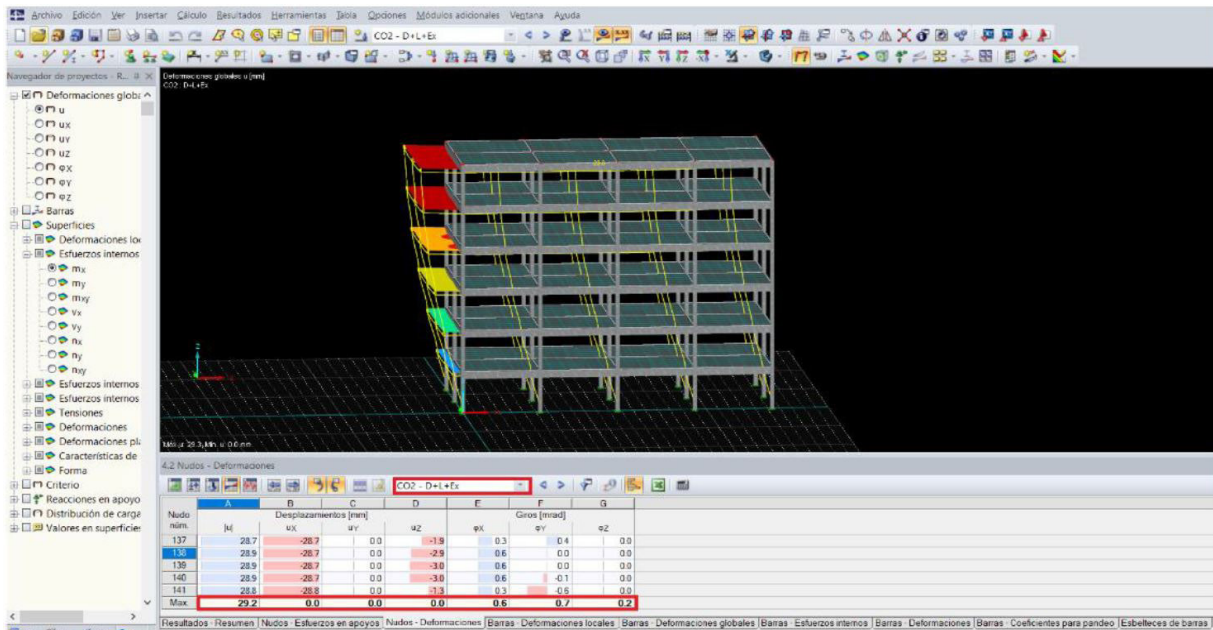 Archivo Edición Ver Insertar Cálculo Resultados Herramientas Tabla Opciones Módulos adicionales Ventana Ayuda
CO2 - D+L+Ex
Navegador de proyectos - R...
Deformaciones globales u [mm]
CO2 : D+L+Ex
Deformaciones globa
u
uX
uY
uZ
φX
φY
φZ
Barras
Superficies
Deformaciones loc
Esfuerzos internos
mx
my
mxy
vx
vy
nx
ny
nxy
Esfuerzos internos
Esfuerzos internos
Tensiones
Deformaciones
Deformaciones pla
Características de
Forma
Criterio
Reacciones en apoyo
Distribución de carga
Valores en superficies
Máx u: 29.3, Mín. u: 0.0 mm
4.2 Nudos - Deformaciones
CO2 - D+L+Ex
A B C D E F G
Nudo Desplazamientos [mm] Giros [mrad]
núm. |u| uX uY uZ φX φY φZ
137 28.7 -28.7 0.0 -1.9 0.3 0.4 0.0
138 28.9 -28.7 0.0 -2.9 0.6 0.0 0.0
139 28.9 -28.7 0.0 -3.0 0.6 0.0 0.0
140 28.9 -28.7 0.0 -3.0 0.6 -0.1 0.0
141 28.8 -28.8 0.0 -1.3 0.3 -0.6 0.0
Max. 29.2 0.0 0.0 0.0 0.6 0.7 0.2
Resultados - Resumen Nudos - Esfuerzos en apoyos Nudos - Deformaciones Barras - Deformaciones locales Barras - Deformaciones globales Barras - Esfuerzos internos Barras - Deformaciones Barras - Coeficientes para pandeo Esbelteces de barras